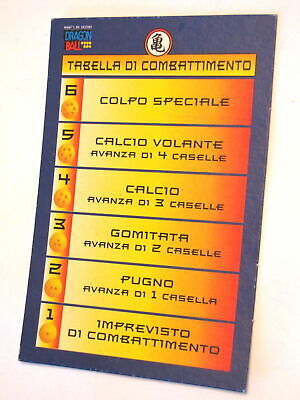 DRAGON
BALL
亀
TABELLA DI COMBATTIMENTO
6
COLPO SPECIALE
5
CALCIO VOLANTE
AVANZA DI 4 CASELLE
4
CALCIO
AVANZA DI 3 CASELLE
3
GOMITATA
AVANZA DI 2 CASELLE
2
PUGNO
AVANZA DI 1 CASELLA
1
IMPREVISTO
DI COMBATTIMENTO